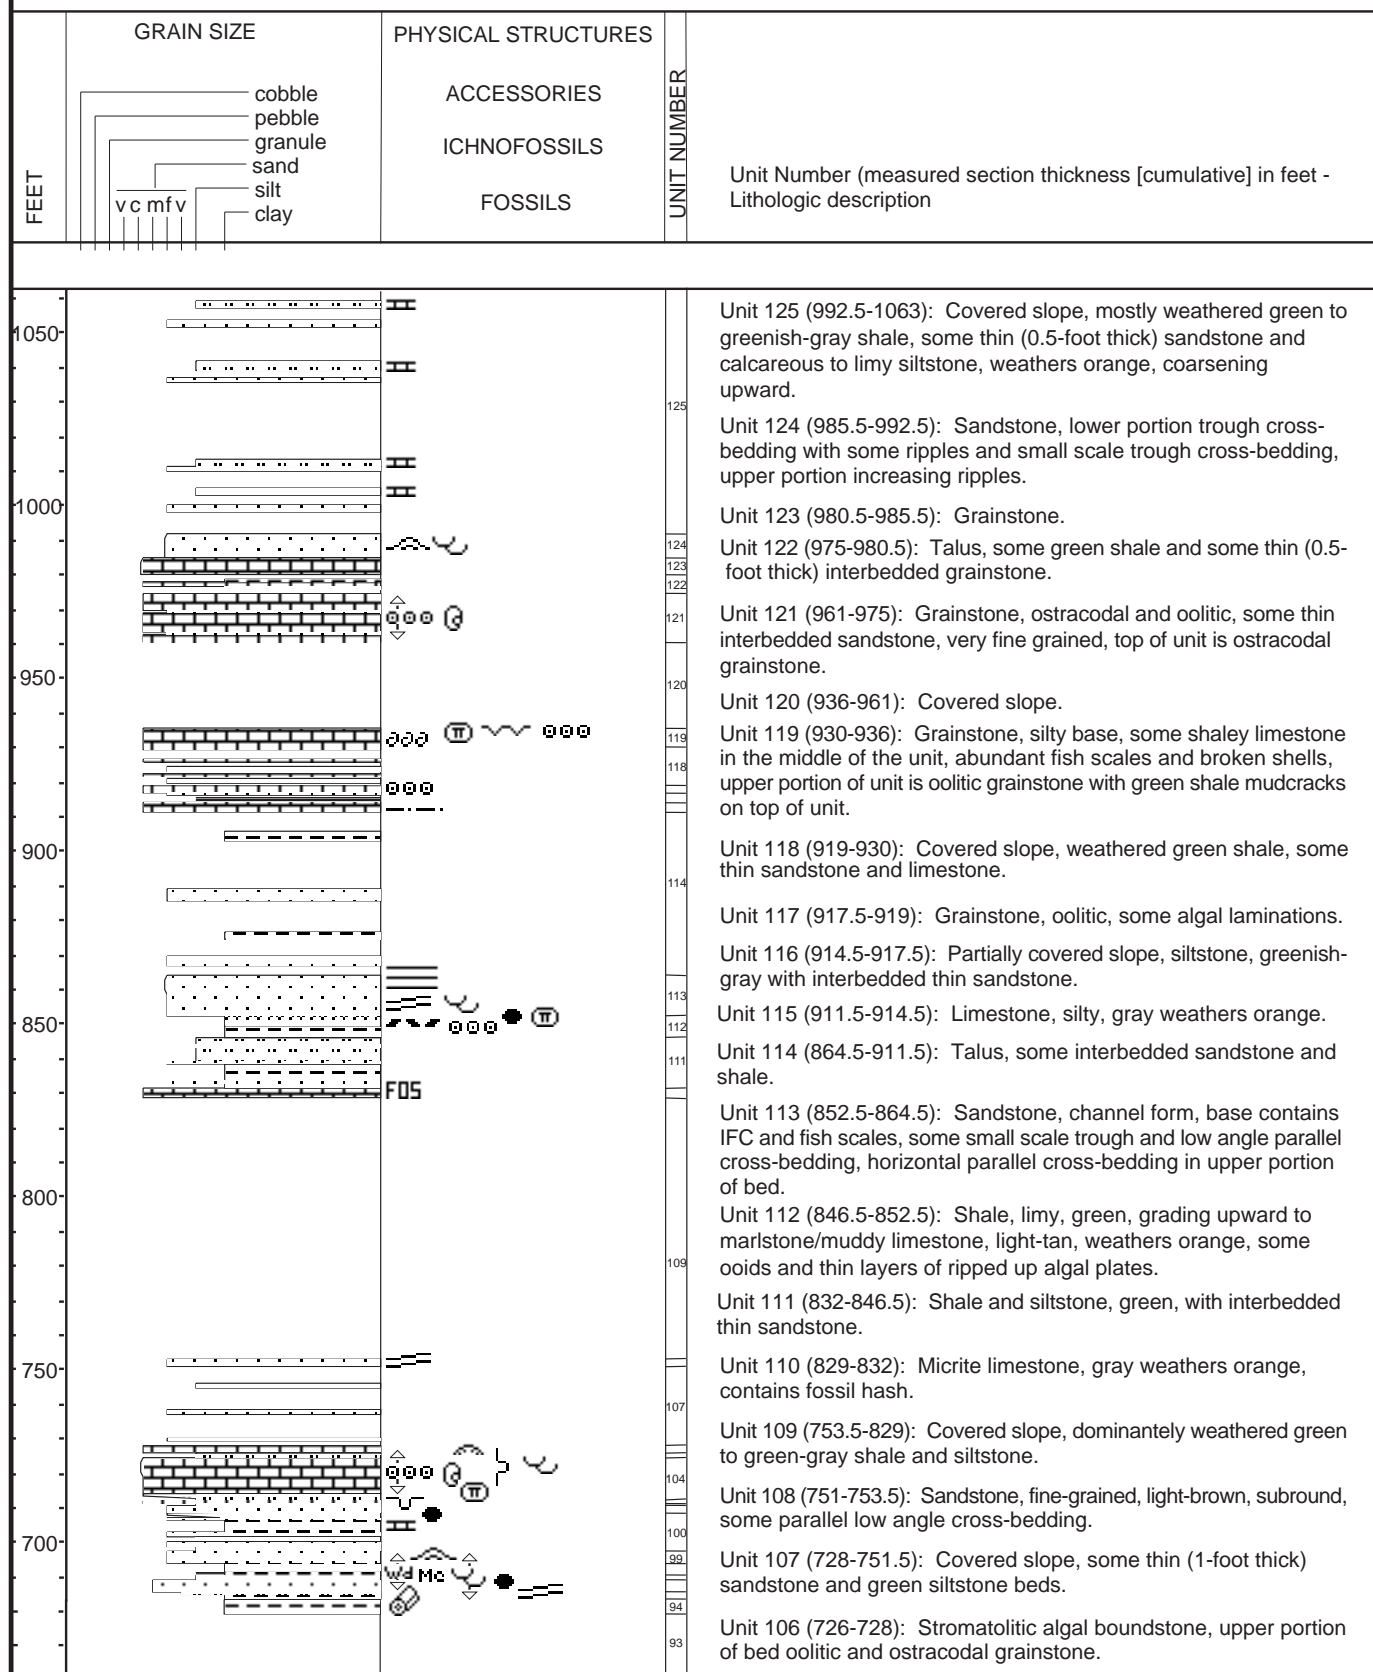 GRAIN SIZE
PHYSICAL STRUCTURES
ACCESSORIES
ICHNOFOSSILS
FOSSILS
cobble
pebble
granule
sand
silt
clay
v c m f v
FEET
UNIT NUMBER
Unit Number (measured section thickness [cumulative] in feet -
Lithologic description
1050
1000
950
900
850
800
750
700
FOS
Wd Mc
125
124
123
122
121
120
119
118
114
113
112
111
109
107
104
100
99
94
93
Unit 125 (992.5-1063): Covered slope, mostly weathered green to
greenish-gray shale, some thin (0.5-foot thick) sandstone and
calcareous to limy siltstone, weathers orange, coarsening
upward.
Unit 124 (985.5-992.5): Sandstone, lower portion trough cross-
bedding with some ripples and small scale trough cross-bedding,
upper portion increasing ripples.
Unit 123 (980.5-985.5): Grainstone.
Unit 122 (975-980.5): Talus, some green shale and some thin (0.5-
foot thick) interbedded grainstone.
Unit 121 (961-975): Grainstone, ostracodal and oolitic, some thin
interbedded sandstone, very fine grained, top of unit is ostracodal
grainstone.
Unit 120 (936-961): Covered slope.
Unit 119 (930-936): Grainstone, silty base, some shaley limestone
in the middle of the unit, abundant fish scales and broken shells,
upper portion of unit is oolitic grainstone with green shale mudcracks
on top of unit.
Unit 118 (919-930): Covered slope, weathered green shale, some
thin sandstone and limestone.
Unit 117 (917.5-919): Grainstone, oolitic, some algal laminations.
Unit 116 (914.5-917.5): Partially covered slope, siltstone, greenish-
gray with interbedded thin sandstone.
Unit 115 (911.5-914.5): Limestone, silty, gray weathers orange.
Unit 114 (864.5-911.5): Talus, some interbedded sandstone and
shale.
Unit 113 (852.5-864.5): Sandstone, channel form, base contains
IFC and fish scales, some small scale trough and low angle parallel
cross-bedding, horizontal parallel cross-bedding in upper portion
of bed.
Unit 112 (846.5-852.5): Shale, limy, green, grading upward to
marlstone/muddy limestone, light-tan, weathers orange, some
ooids and thin layers of ripped up algal plates.
Unit 111 (832-846.5): Shale and siltstone, green, with interbedded
thin sandstone.
Unit 110 (829-832): Micrite limestone, gray weathers orange,
contains fossil hash.
Unit 109 (753.5-829): Covered slope, dominantely weathered green
to green-gray shale and siltstone.
Unit 108 (751-753.5): Sandstone, fine-grained, light-brown, subround,
some parallel low angle cross-bedding.
Unit 107 (728-751.5): Covered slope, some thin (1-foot thick)
sandstone and green siltstone beds.
Unit 106 (726-728): Stromatolitic algal boundstone, upper portion
of bed oolitic and ostracodal grainstone.